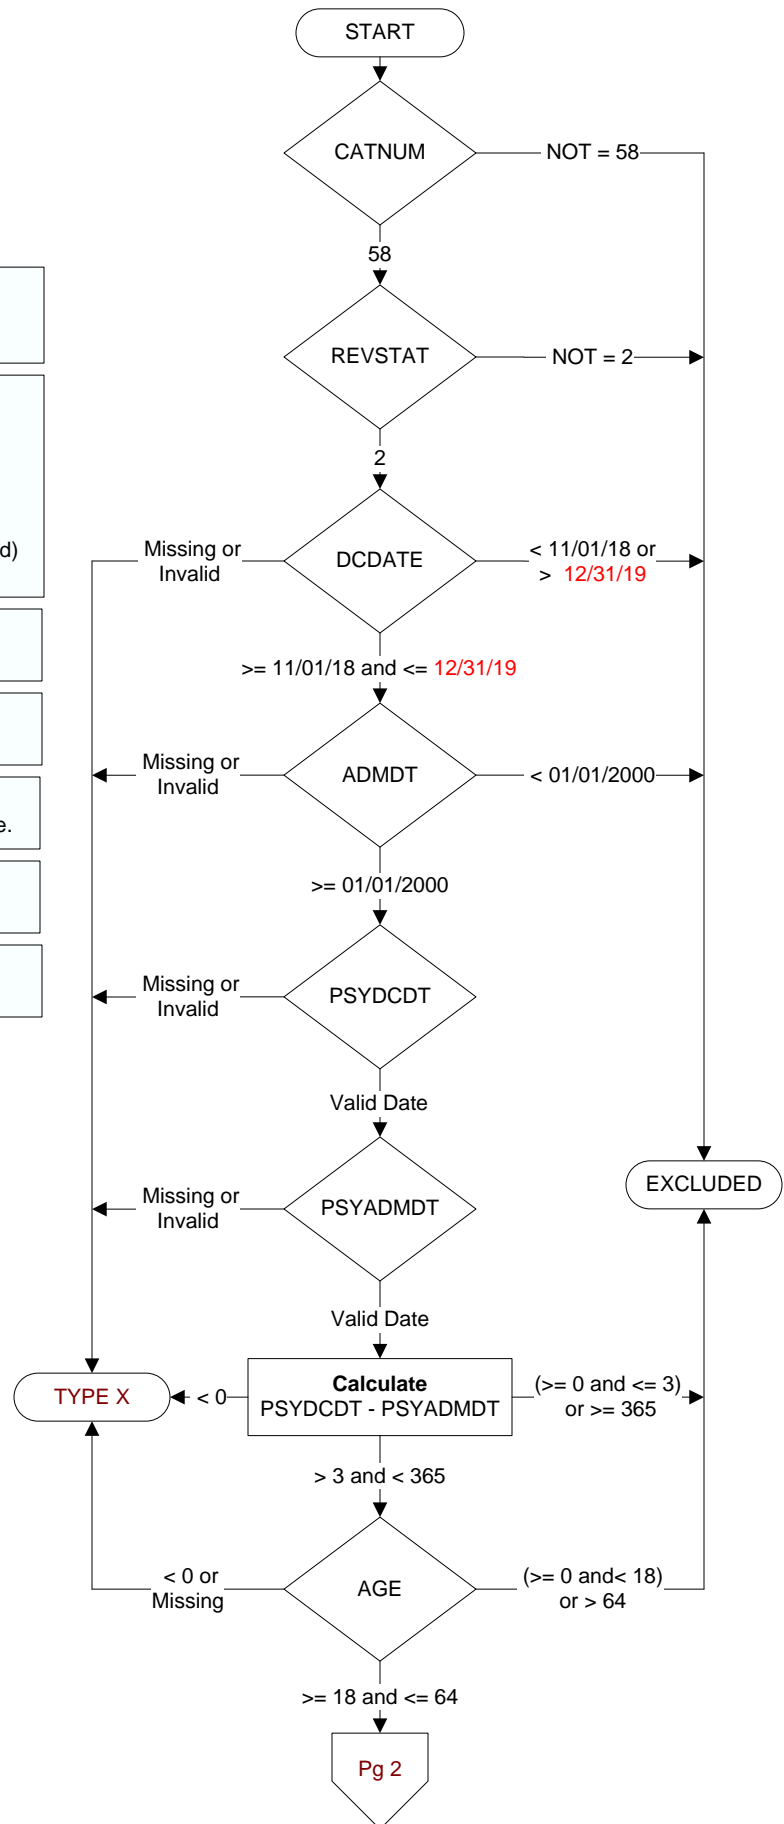 START
CATNUM
NOT = 58
58
REVSTAT
NOT = 2
2
d)
Missing or
Invalid
DCDATE
< 11/01/18 or
> 12/31/19
>= 11/01/18 and <= 12/31/19
Missing or
Invalid
ADMDT
< 01/01/2000
e.
>= 01/01/2000
Missing or
Invalid
PSYDCDT
Valid Date
Missing or
Invalid
PSYADMDT
EXCLUDED
Valid Date
TYPE X
< 0
Calculate
PSYDCDT - PSYADMDT
(>= 0 and <= 3)
or >= 365
> 3 and < 365
< 0 or
Missing
AGE
(>= 0 and< 18)
or > 64
>= 18 and <= 64
Pg 2